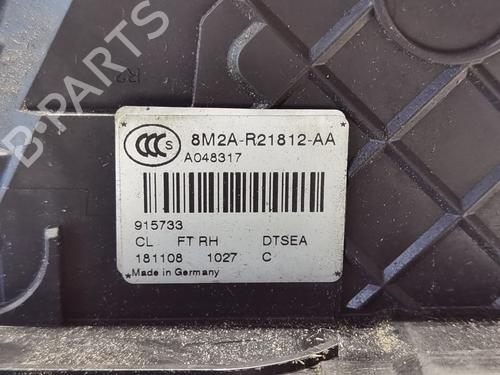 CCC S
8M2A-R21812-AA
A048317
915733
CL FT RH DTSEA
181108 1027 C
Made in Germany
B-PARTS